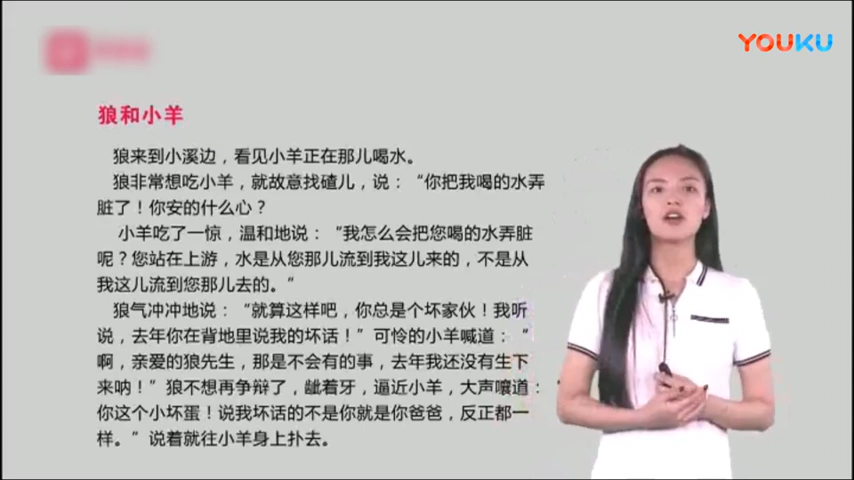 YOUKU
狼和小羊
狼来到小溪边，看见小羊正在那儿喝水。
狼非常想吃小羊，就故意找碴儿，说：“你把我喝的水弄
脏了！你安的什么心？
小羊吃了一惊，温和地说：“我怎么会把您喝的水弄脏
呢？您站在上游，水是从您那儿流到我这儿来的，不是从
我这儿流到您那儿去的。”
狼气冲冲地说：“就算这样吧，你总是个坏家伙！我听
说，去年你在背地里说我的坏话！”可怜的小羊喊道：“
啊，亲爱的狼先生，那是不会有的事，去年我还没有生下
来呐！”狼不想再争辩了，龇着牙，逼近小羊，大声嚷道：“
你这个小坏蛋！说我坏话的不是你就是你爸爸，反正都一
样。”说着就往小羊身上扑去。